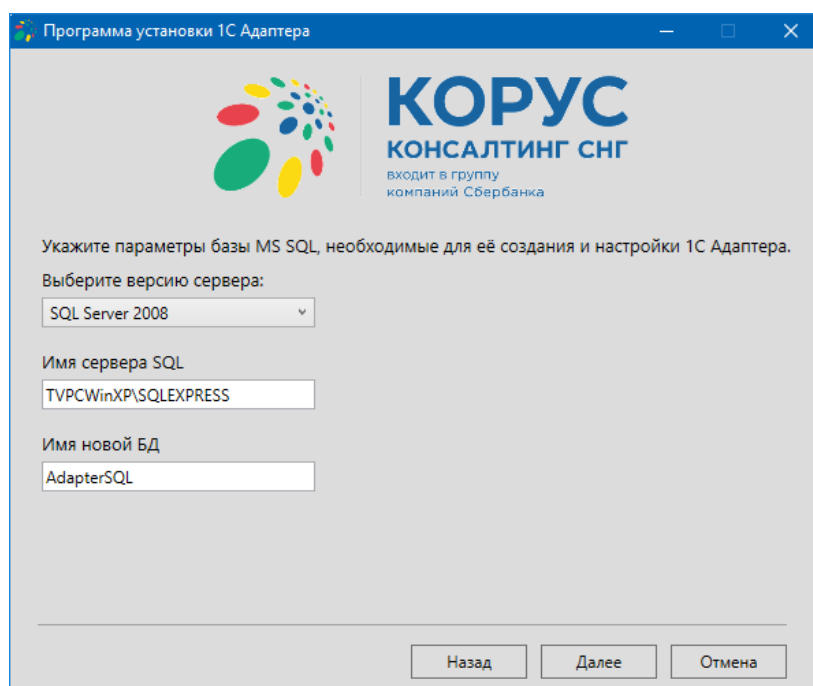 Программа установки 1С Адаптера
КОРУС
КОНСАЛТИНГ СНГ
входит в группу
компаний Сбербанка
Укажите параметры базы MS SQL, необходимые для её создания и настройки 1С Адаптера.
Выберите версию сервера:
SQL Server 2008
Имя сервера SQL
TVPCWinXP\SQLEXPRESS
Имя новой БД
AdapterSQL
Назад
Далее
Отмена